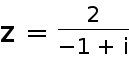 z = 2 / (-1 + i)